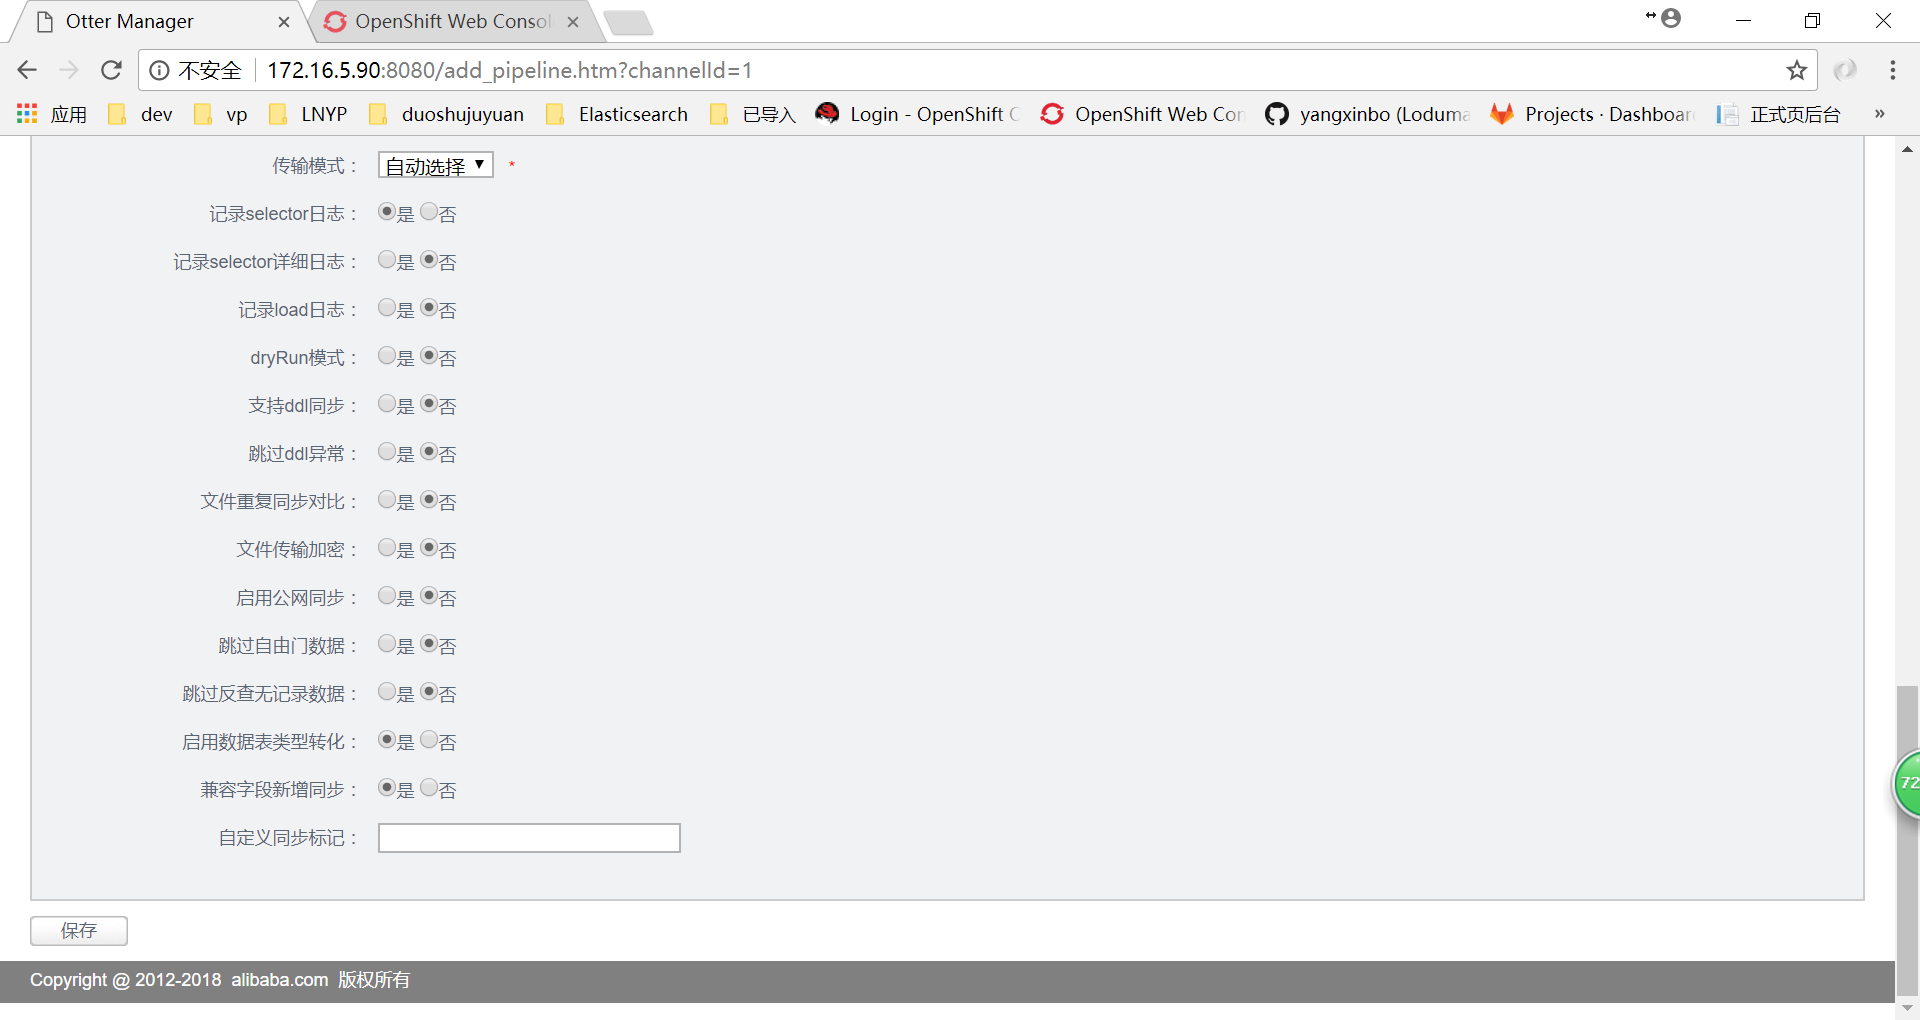 Otter Manager
OpenShift Web Consol
不安全 172.16.5.90:8080/add_pipeline.htm?channelId=1
应用 dev vp LNYP duoshujuyuan Elasticsearch 已导入 Login - OpenShift C OpenShift Web Con yangxinbo (Loduma Projects · Dashboar 正式页后台 »
传输模式： 自动选择 *
记录selector日志： 是 否
记录selector详细日志： 是 否
记录load日志： 是 否
dryRun模式： 是 否
支持ddl同步： 是 否
跳过ddl异常： 是 否
文件重复同步对比： 是 否
文件传输加密： 是 否
启用公网同步： 是 否
跳过自由门数据： 是 否
跳过反查无记录数据： 是 否
启用数据表类型转化： 是 否
72
兼容字段新增同步： 是 否
自定义同步标记：
保存
Copyright @ 2012-2018 alibaba.com 版权所有